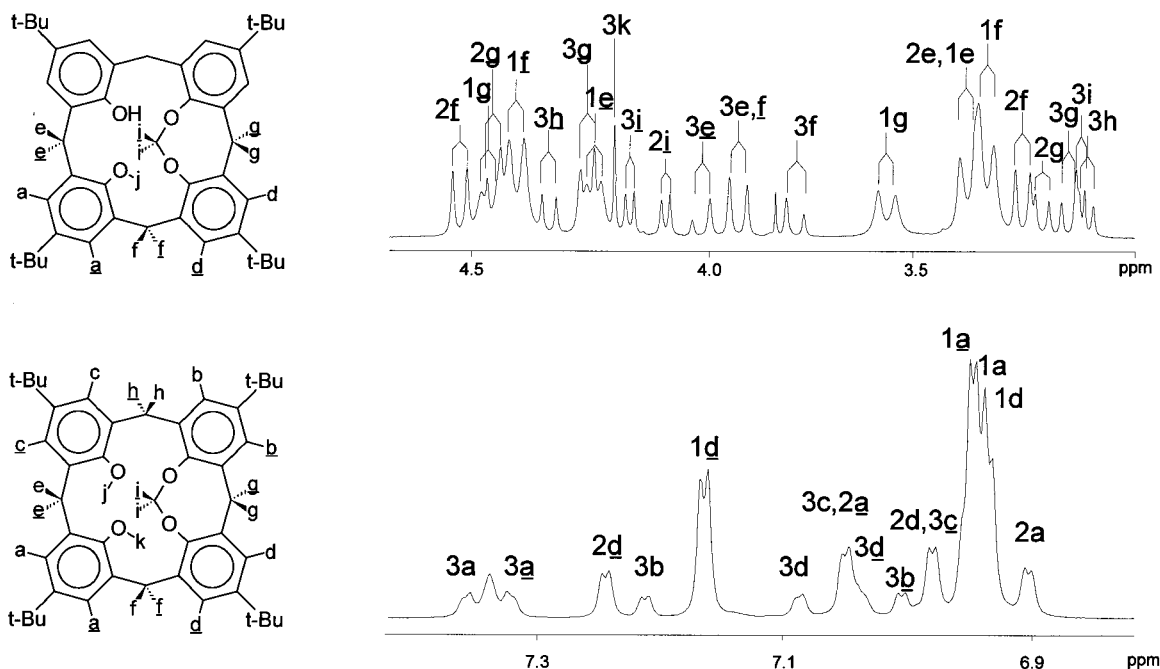 t-Bu t-Bu
OH O
e i g
e i g
O O
j
a d
t-Bu f f t-Bu
a d
3k
2g 3g 1f
1f 2e,1e
1g 1e 2f 3i
2f 3h 3i 3e,f 1g 3g 3h
2i 3e 3f 2g
4.5 4.0 3.5 ppm
c h h b
t-Bu t-Bu
c b
O O
e j i g
e i g
O k O
a d
t-Bu f f t-Bu
a d
1a
1a
1d
1d
3c,2a
2d 3d 2d,3c 2a
3a 3a 3b 3d 3b
7.3 7.1 6.9 ppm